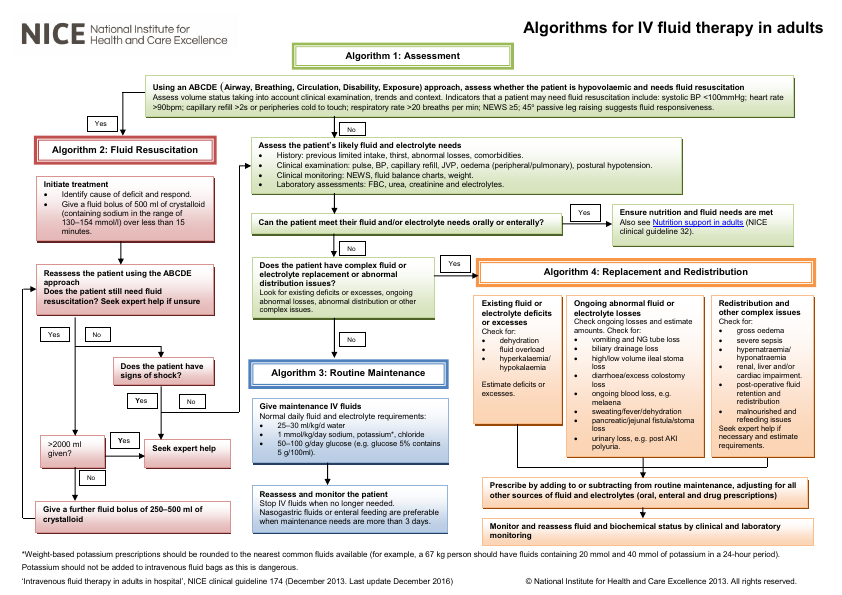 NICE National Institute for
Health and Care Excellence
Algorithms for IV fluid therapy in adults
Algorithm 1: Assessment
Using an ABCDE (Airway, Breathing, Circulation, Disability, Exposure) approach, assess whether the patient is hypovolaemic and needs fluid resuscitation
Assess volume status taking into account clinical examination, trends and context. Indicators that a patient may need fluid resuscitation include: systolic BP <100mmHg; heart rate
>90bpm; capillary refill >2s or peripheries cold to touch; respiratory rate >20 breaths per min; NEWS ≥5; 45° passive leg raising suggests fluid responsiveness.
Yes
No
Algorithm 2: Fluid Resuscitation
Initiate treatment
• Identify cause of deficit and respond.
• Give a fluid bolus of 500 ml of crystalloid
(containing sodium in the range of
130–154 mmol/l) over less than 15
minutes.
Reassess the patient using the ABCDE
approach
Does the patient still need fluid
resuscitation? Seek expert help if unsure
Yes
No
Does the patient have
signs of shock?
Yes
No
>2000 ml
given?
Yes
Seek expert help
No
Give a further fluid bolus of 250–500 ml of
crystalloid
Assess the patient's likely fluid and electrolyte needs
• History: previous limited intake, thirst, abnormal losses, comorbidities.
• Clinical examination: pulse, BP, capillary refill, JVP, oedema (peripheral/pulmonary), postural hypotension.
• Clinical monitoring: NEWS, fluid balance charts, weight.
• Laboratory assessments: FBC, urea, creatinine and electrolytes.
Can the patient meet their fluid and/or electrolyte needs orally or enterally?
Yes
Ensure nutrition and fluid needs are met
Also see Nutrition support in adults (NICE
clinical guideline 32).
No
Does the patient have complex fluid or
electrolyte replacement or abnormal
distribution issues?
Look for existing deficits or excesses, ongoing
abnormal losses, abnormal distribution or other
complex issues.
Yes
No
Algorithm 3: Routine Maintenance
Give maintenance IV fluids
Normal daily fluid and electrolyte requirements:
• 25–30 ml/kg/d water
• 1 mmol/kg/day sodium, potassium*, chloride
• 50–100 g/day glucose (e.g. glucose 5% contains
5 g/100ml).
Reassess and monitor the patient
Stop IV fluids when no longer needed.
Nasogastric fluids or enteral feeding are preferable
when maintenance needs are more than 3 days.
Algorithm 4: Replacement and Redistribution
Existing fluid or
electrolyte deficits
or excesses
Check for:
• dehydration
• fluid overload
• hyperkalaemia/
hypokalaemia
Estimate deficits or
excesses.
Ongoing abnormal fluid or
electrolyte losses
Check ongoing losses and estimate
amounts. Check for:
• vomiting and NG tube loss
• biliary drainage loss
• high/low volume ileal stoma
loss
• diarrhoea/excess colostomy
loss
• ongoing blood loss, e.g.
melaena
• sweating/fever/dehydration
• pancreatic/jejunal fistula/stoma
loss
• urinary loss, e.g. post AKI
polyuria.
Redistribution and
other complex issues
Check for:
• gross oedema
• severe sepsis
• hypernatraemia/
hyponatraemia
• renal, liver and/or
cardiac impairment.
• post-operative fluid
retention and
redistribution
• malnourished and
refeeding issues
Seek expert help if
necessary and estimate
requirements.
Prescribe by adding to or subtracting from routine maintenance, adjusting for all
other sources of fluid and electrolytes (oral, enteral and drug prescriptions)
Monitor and reassess fluid and biochemical status by clinical and laboratory
monitoring
*Weight-based potassium prescriptions should be rounded to the nearest common fluids available (for example, a 67 kg person should have fluids containing 20 mmol and 40 mmol of potassium in a 24-hour period).
Potassium should not be added to intravenous fluid bags as this is dangerous.
'Intravenous fluid therapy in adults in hospital', NICE clinical guideline 174 (December 2013. Last update December 2016)
© National Institute for Health and Care Excellence 2013. All rights reserved.